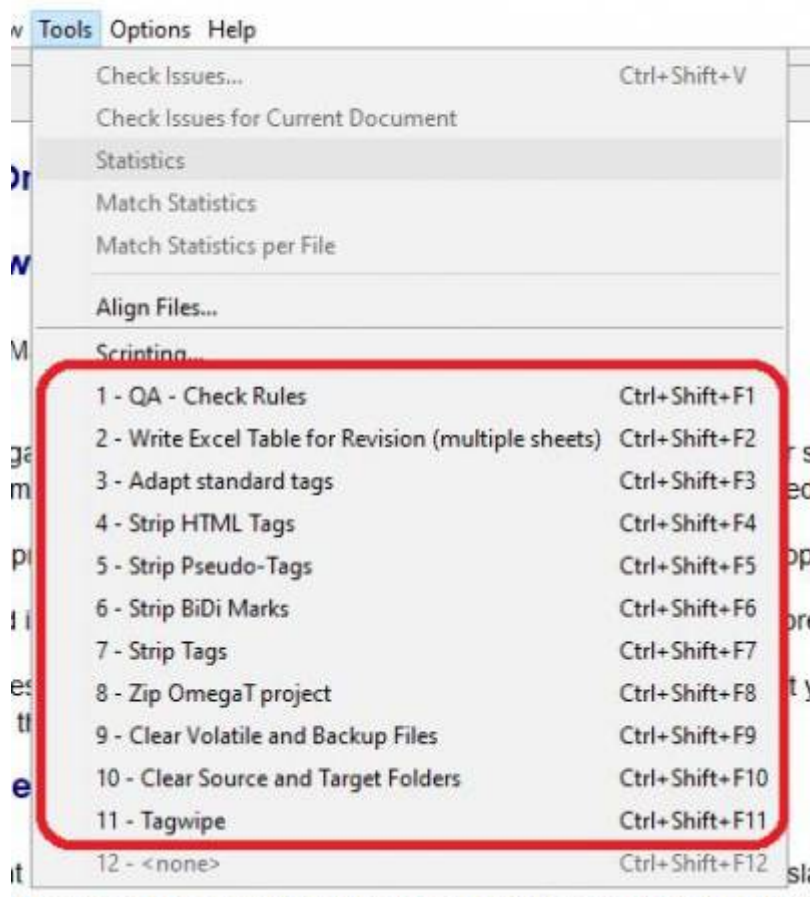 w Tools Options Help
Check Issues... Ctrl+Shift+V
Check Issues for Current Document
Statistics
Match Statistics
Match Statistics per File
Align Files...
Scripting...
1 - QA - Check Rules Ctrl+Shift+F1
2 - Write Excel Table for Revision (multiple sheets) Ctrl+Shift+F2
3 - Adapt standard tags Ctrl+Shift+F3
4 - Strip HTML Tags Ctrl+Shift+F4
5 - Strip Pseudo-Tags Ctrl+Shift+F5
6 - Strip BiDi Marks Ctrl+Shift+F6
7 - Strip Tags Ctrl+Shift+F7
8 - Zip OmegaT project Ctrl+Shift+F8
9 - Clear Volatile and Backup Files Ctrl+Shift+F9
10 - Clear Source and Target Folders Ctrl+Shift+F10
11 - Tagwipe Ctrl+Shift+F11
12 - <none> Ctrl+Shift+F12